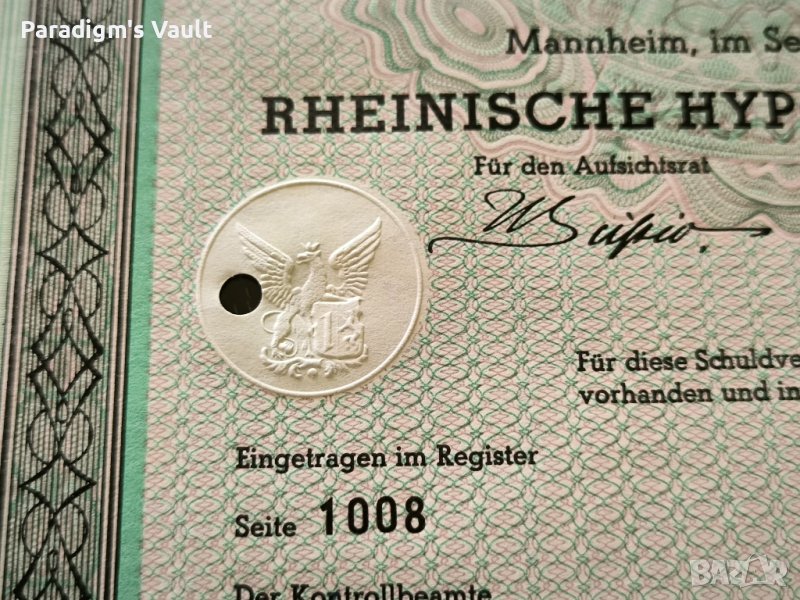 Paradigm's Vault
Mannheim, im Se
RHEINISCHE HYP
Für den Aufsichtsrat
Für diese Schuldve
vorhanden und in
Eingetragen im Register
Seite 1008
Der Kontrollbeamte
BAZAR